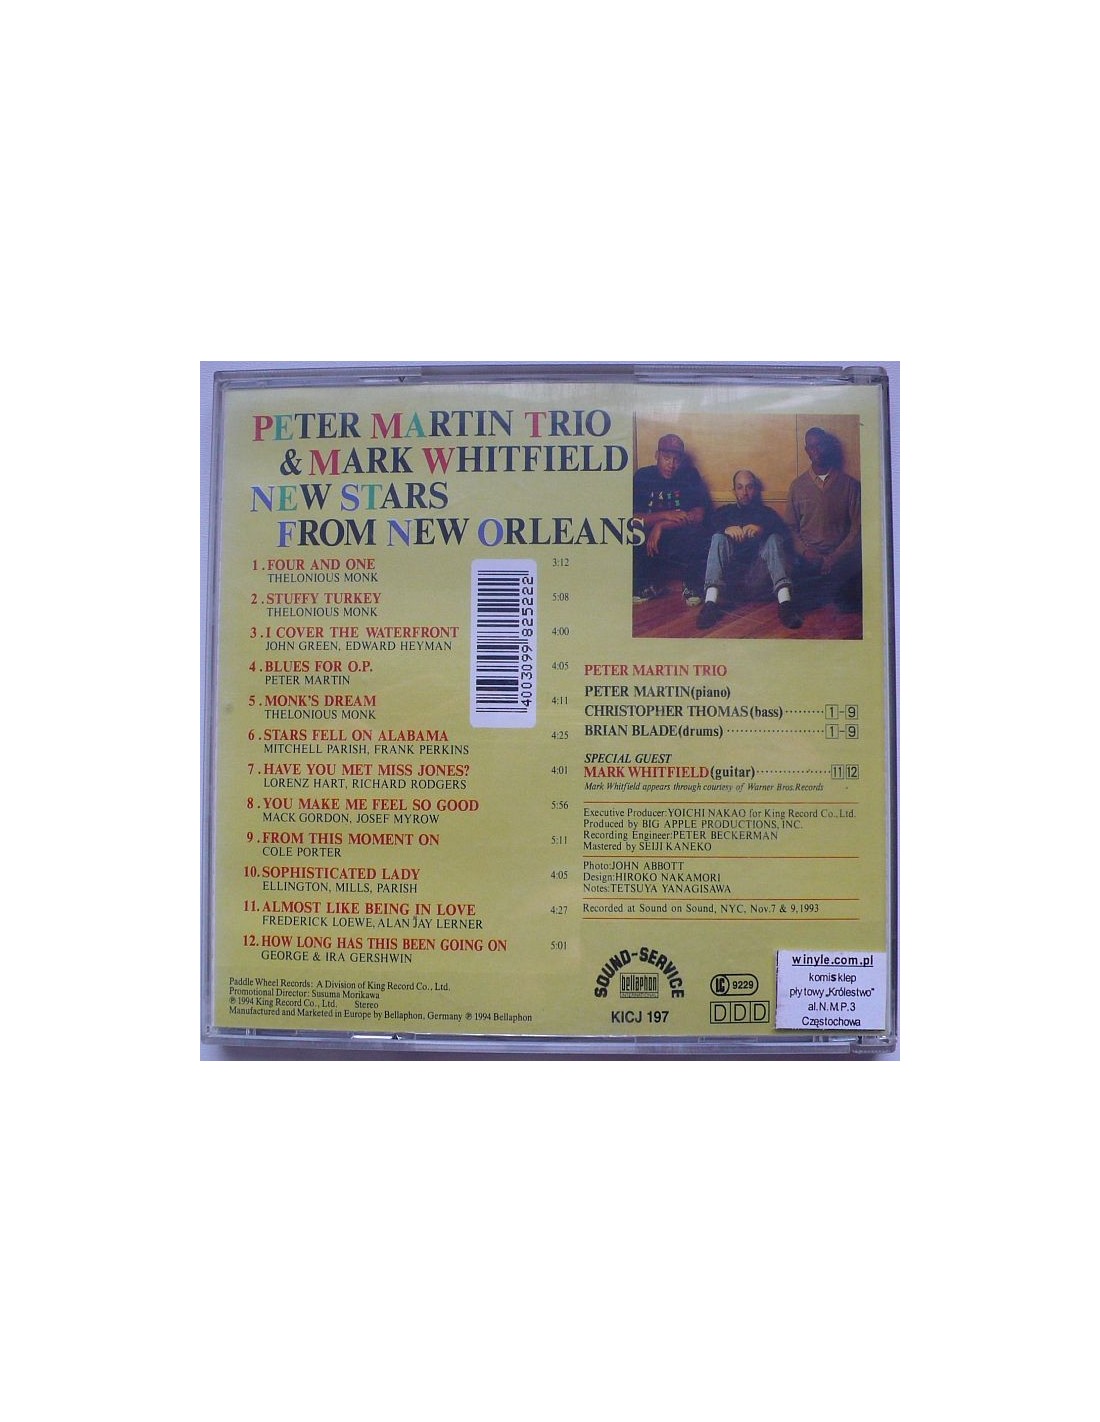 PETER MARTIN TRIO
& MARK WHITFIELD
NEW STARS
FROM NEW ORLEANS
1. FOUR AND ONE 3:12
THELONIOUS MONK
2. STUFFY TURKEY 5:08
THELONIOUS MONK
3. I COVER THE WATERFRONT 4:00
JOHN GREEN, EDWARD HEYMAN
4. BLUES FOR O.P. 4:05
PETER MARTIN
5. MONK'S DREAM 4:11
THELONIOUS MONK
6. STARS FELL ON ALABAMA 4:25
MITCHELL PARISH, FRANK PERKINS
7. HAVE YOU MET MISS JONES? 4:01
LORENZ HART, RICHARD RODGERS
8. YOU MAKE ME FEEL SO GOOD 5:56
MACK GORDON, JOSEF MYROW
9. FROM THIS MOMENT ON 5:11
COLE PORTER
10. SOPHISTICATED LADY 4:05
ELLINGTON, MILLS, PARISH
11. ALMOST LIKE BEING IN LOVE 4:27
FREDERICK LOEWE, ALAN JAY LERNER
12. HOW LONG HAS THIS BEEN GOING ON 5:01
GEORGE & IRA GERSHWIN
4003099 825222
PETER MARTIN TRIO
PETER MARTIN (piano)
CHRISTOPHER THOMAS (bass) ········· 1-9
BRIAN BLADE (drums) ··················· 1-9
SPECIAL GUEST
MARK WHITFIELD (guitar) ··············· 11 12
Mark Whitfield appears through courtesy of Warner Bros. Records
Executive Producer: YOICHI NAKAO for King Record Co., Ltd.
Produced by BIG APPLE PRODUCTIONS, INC.
Recording Engineer: PETER BECKERMAN
Mastered by SEIJI KANEKO
Photo: JOHN ABBOTT
Design: HIROKO NAKAMORI
Notes: TETSUYA YANAGISAWA
Recorded at Sound on Sound, NYC, Nov. 7 & 9, 1993
Paddle Wheel Records: A Division of King Record Co., Ltd.
Promotional Director: Susuma Morikawa
℗ 1994 King Record Co., Ltd. Stereo
Manufactured and Marketed in Europe by Bellaphon, Germany ℗ 1994 Bellaphon
SOUND-SERVICE
bellaphon
INTERNATIONAL
KICJ 197
LC 9229
DDD
winyle.com.pl
komis sklep
płytowy „Królestwo"
al.N.M.P.3
Częstochowa